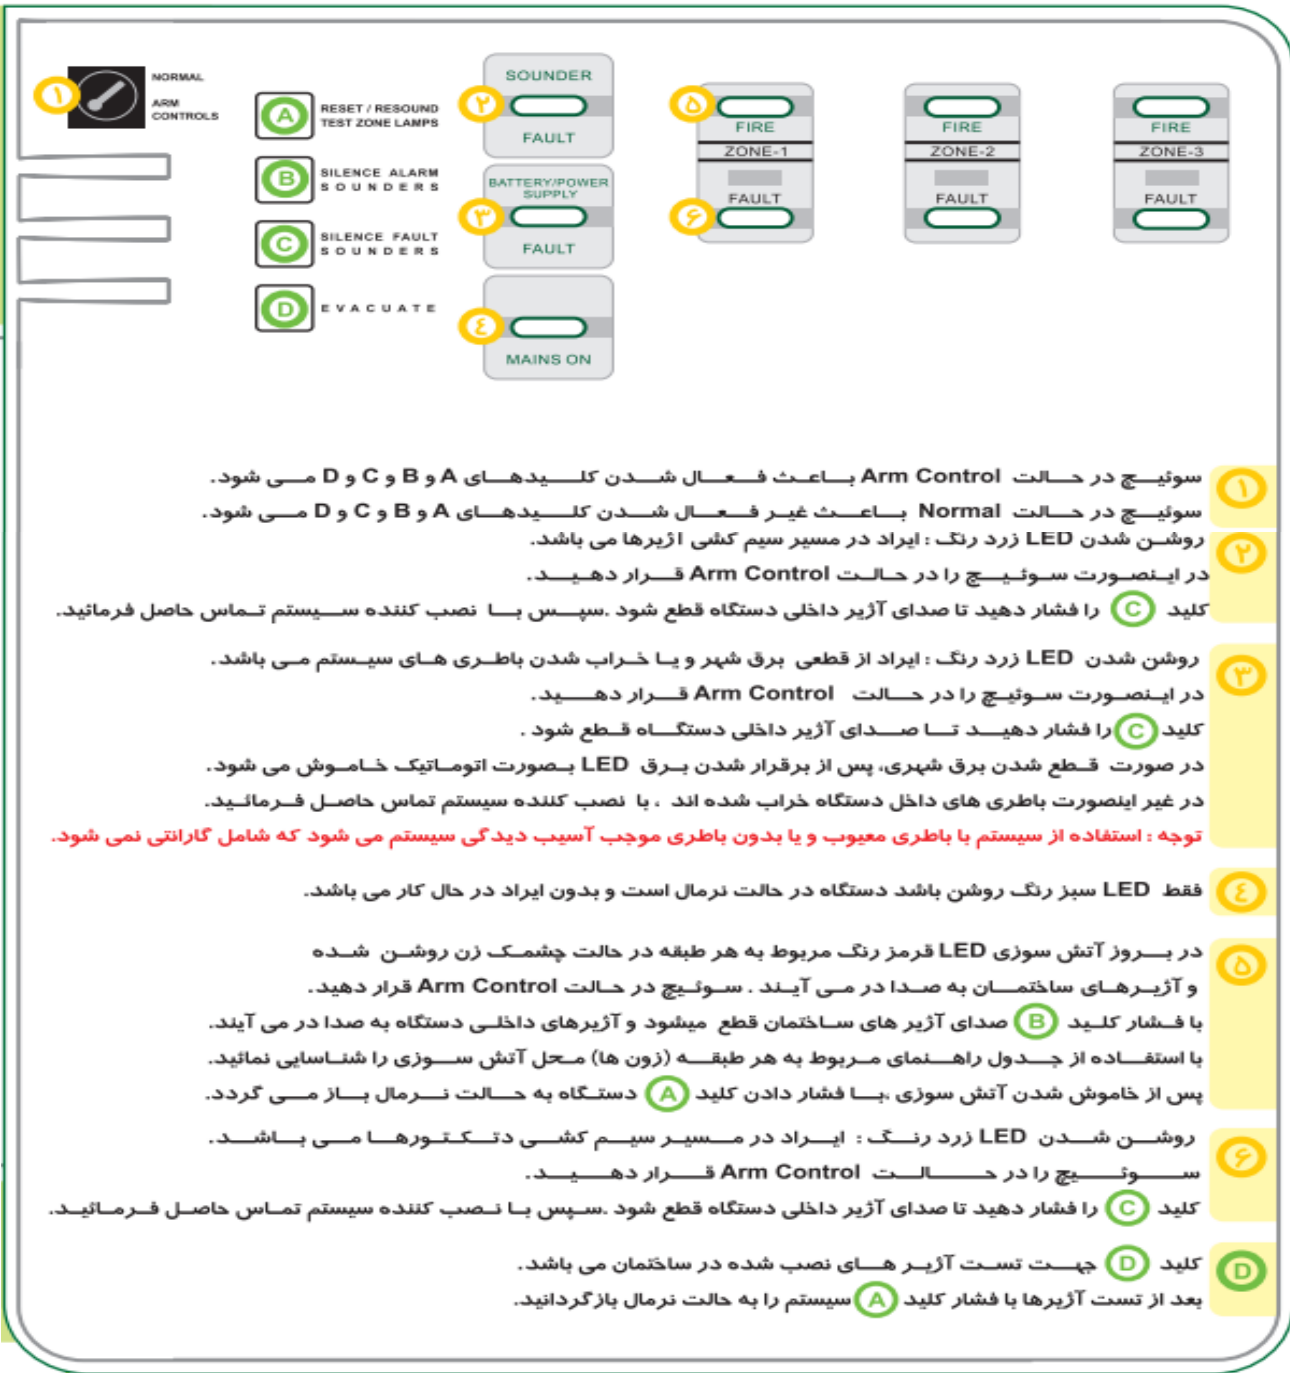 ۱
NORMAL
ARM
CONTROLS
A
RESET / RESOUND
TEST ZONE LAMPS
B
SILENCE ALARM
SOUNDERS
C
SILENCE FAULT
SOUNDERS
D
EVACUATE
SOUNDER
۲
FAULT
BATTERY/POWER
SUPPLY
۳
FAULT
٤
MAINS ON
۵
FIRE
ZONE-1
FAULT
۶
FIRE
ZONE-2
FAULT
FIRE
ZONE-3
FAULT
۱
سوئیچ در حالت Arm Control باعث فعال شدن کلیدهای A و B و C و D می شود.
سوئیچ در حالت Normal باعث غیر فعال شدن کلیدهای A و B و C و D می شود.
۲
روشن شدن LED زرد رنگ : ایراد در مسیر سیم کشی اژیرها می باشد.
در اینصورت سوئیچ را در حالت Arm Control قرار دهید.
کلید C را فشار دهید تا صدای آژیر داخلی دستگاه قطع شود .سپس با نصب کننده سیستم تماس حاصل فرمائید.
۳
روشن شدن LED زرد رنگ : ایراد از قطعی برق شهر و یا خراب شدن باطری های سیستم می باشد.
در اینصورت سوئیچ را در حالت Arm Control قرار دهید.
کلید C را فشار دهید تا صدای آژیر داخلی دستگاه قطع شود .
در صورت قطع شدن برق شهری، پس از برقرار شدن برق LED بصورت اتوماتیک خاموش می شود.
در غیر اینصورت باطری های داخل دستگاه خراب شده اند ، با نصب کننده سیستم تماس حاصل فرمائید.
توجه : استفاده از سیستم با باطری معیوب و یا بدون باطری موجب آسیب دیدگی سیستم می شود که شامل گارانتی نمی شود.
٤
فقط LED سبز رنگ روشن باشد دستگاه در حالت نرمال است و بدون ایراد در حال کار می باشد.
۵
در بروز آتش سوزی LED قرمز رنگ مربوط به هر طبقه در حالت چشمک زن روشن شده
و آژیرهای ساختمان به صدا در می آیند . سوئیچ در حالت Arm Control قرار دهید.
با فشار کلید B صدای آژیر های ساختمان قطع میشود و آژیرهای داخلی دستگاه به صدا در می آیند.
با استفاده از جدول راهنمای مربوط به هر طبقه (زون ها) محل آتش سوزی را شناسایی نمائید.
پس از خاموش شدن آتش سوزی ،با فشار دادن کلید A دستگاه به حالت نرمال باز می گردد.
۶
روشن شدن LED زرد رنگ : ایراد در مسیر سیم کشی دتکتورها می باشد.
سوئیچ را در حالت Arm Control قرار دهید.
کلید C را فشار دهید تا صدای آژیر داخلی دستگاه قطع شود .سپس با نصب کننده سیستم تماس حاصل فرمائید.
D
کلید D جهت تست آژیر های نصب شده در ساختمان می باشد.
بعد از تست آژیرها با فشار کلید A سیستم را به حالت نرمال بازگردانید.